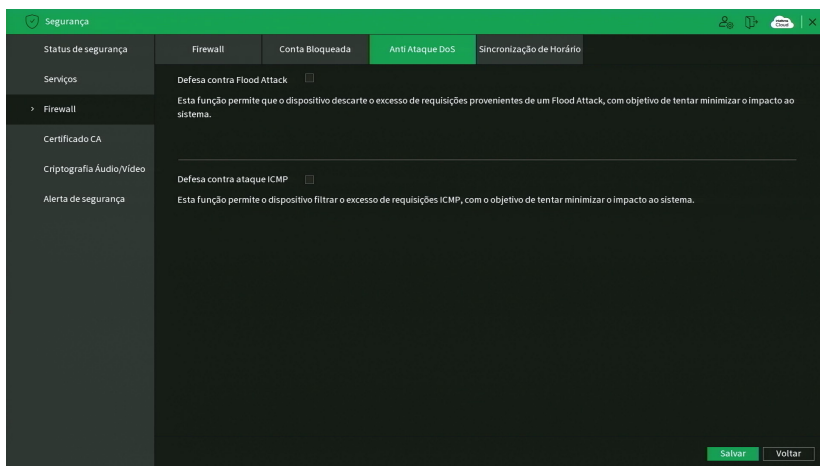 Segurança
Cloud
Status de segurança
Serviços
Firewall
Certificado CA
Criptografia Áudio/Vídeo
Alerta de segurança
Firewall
Conta Bloqueada
Anti Ataque DoS
Sincronização de Horário
Defesa contra Flood Attack
Esta função permite que o dispositivo descarte o excesso de requisições provenientes de um Flood Attack, com objetivo de tentar minimizar o impacto ao
sistema.
Defesa contra ataque ICMP
Esta função permite o dispositivo filtrar o excesso de requisições ICMP, com o objetivo de tentar minimizar o impacto ao sistema.
Salvar
Voltar